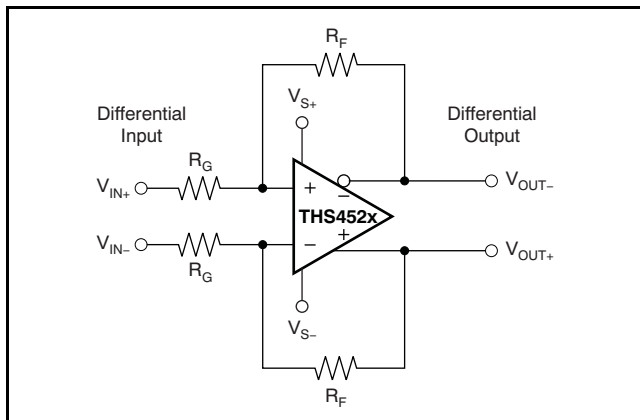 R_F
V_S+
Differential
Input
Differential
Output
R_G
V_IN+
+
−
V_OUT−
THS452x
V_IN−
−
+
V_OUT+
R_G
V_S−
R_F